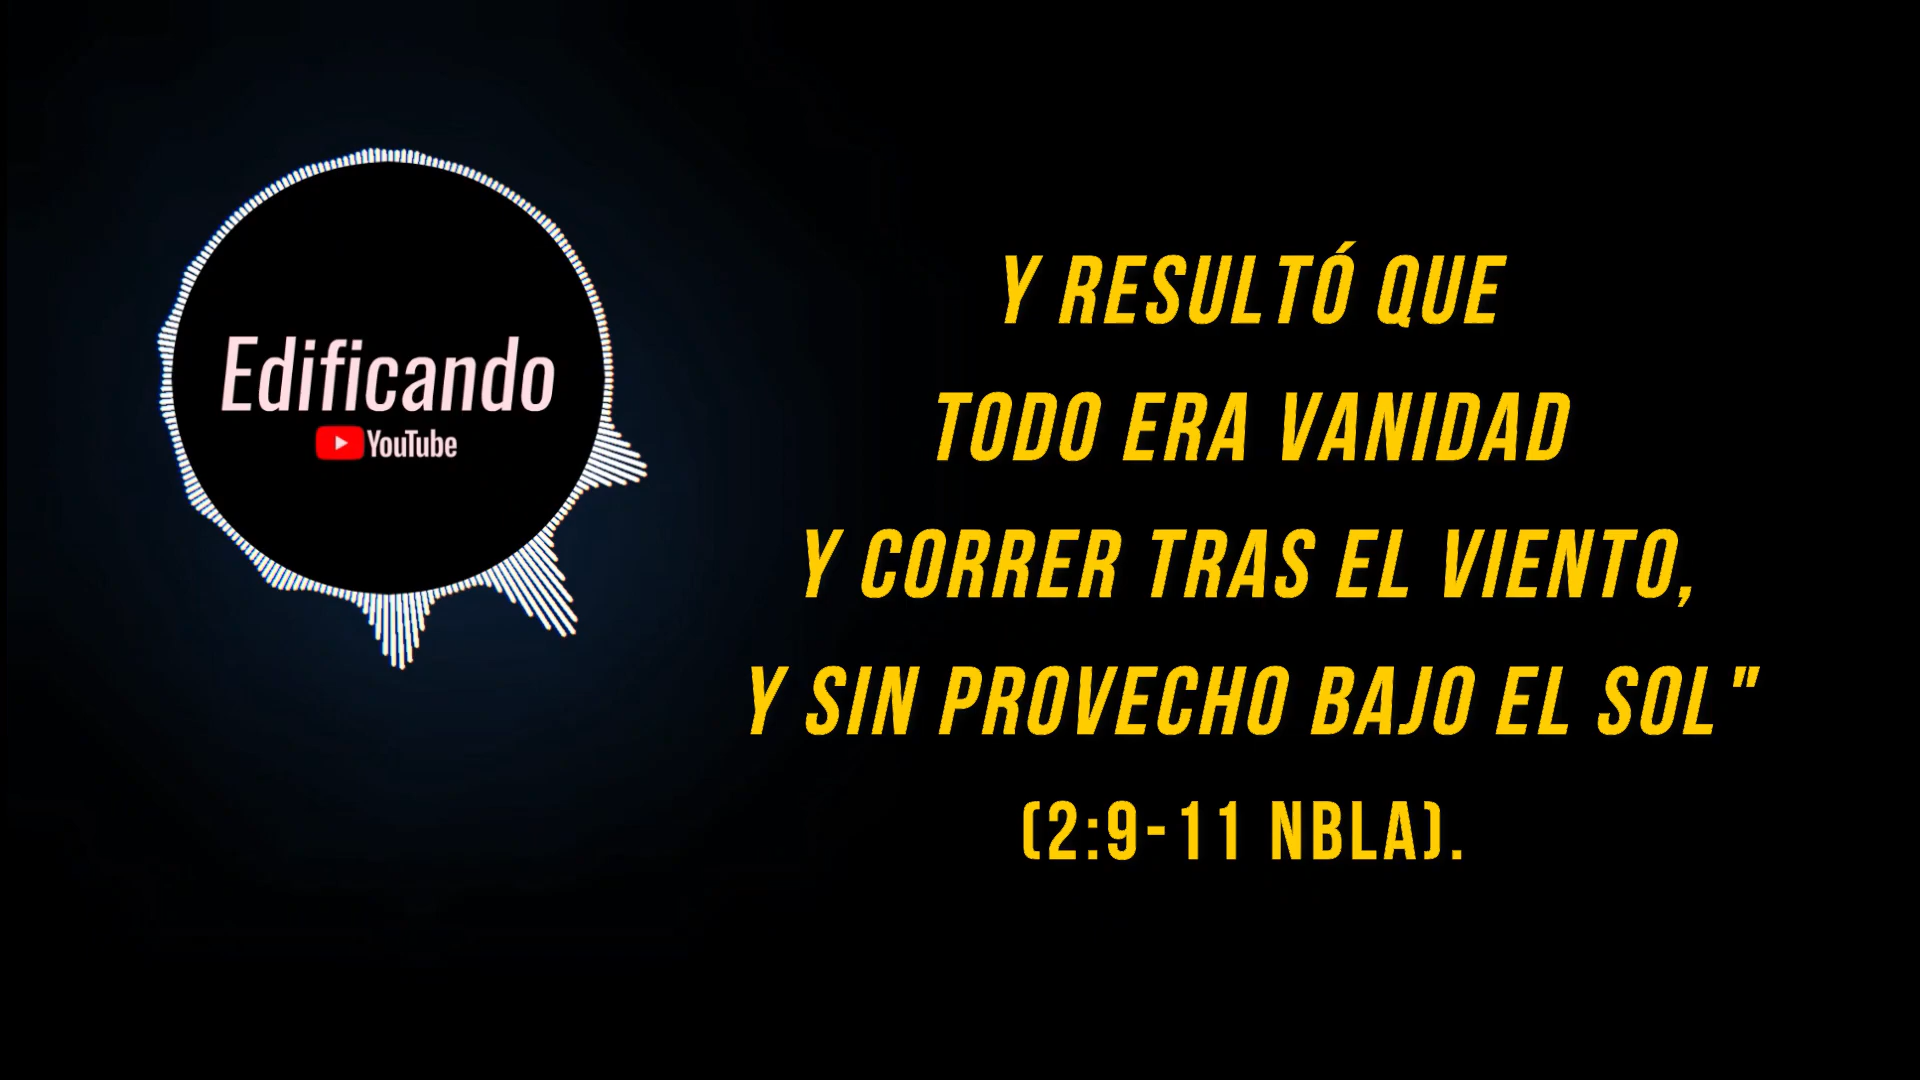 Edificando
YouTube
Y RESULTÓ QUE
TODO ERA VANIDAD
Y CORRER TRAS EL VIENTO,
Y SIN PROVECHO BAJO EL SOL"
(2:9-11 NBLA).